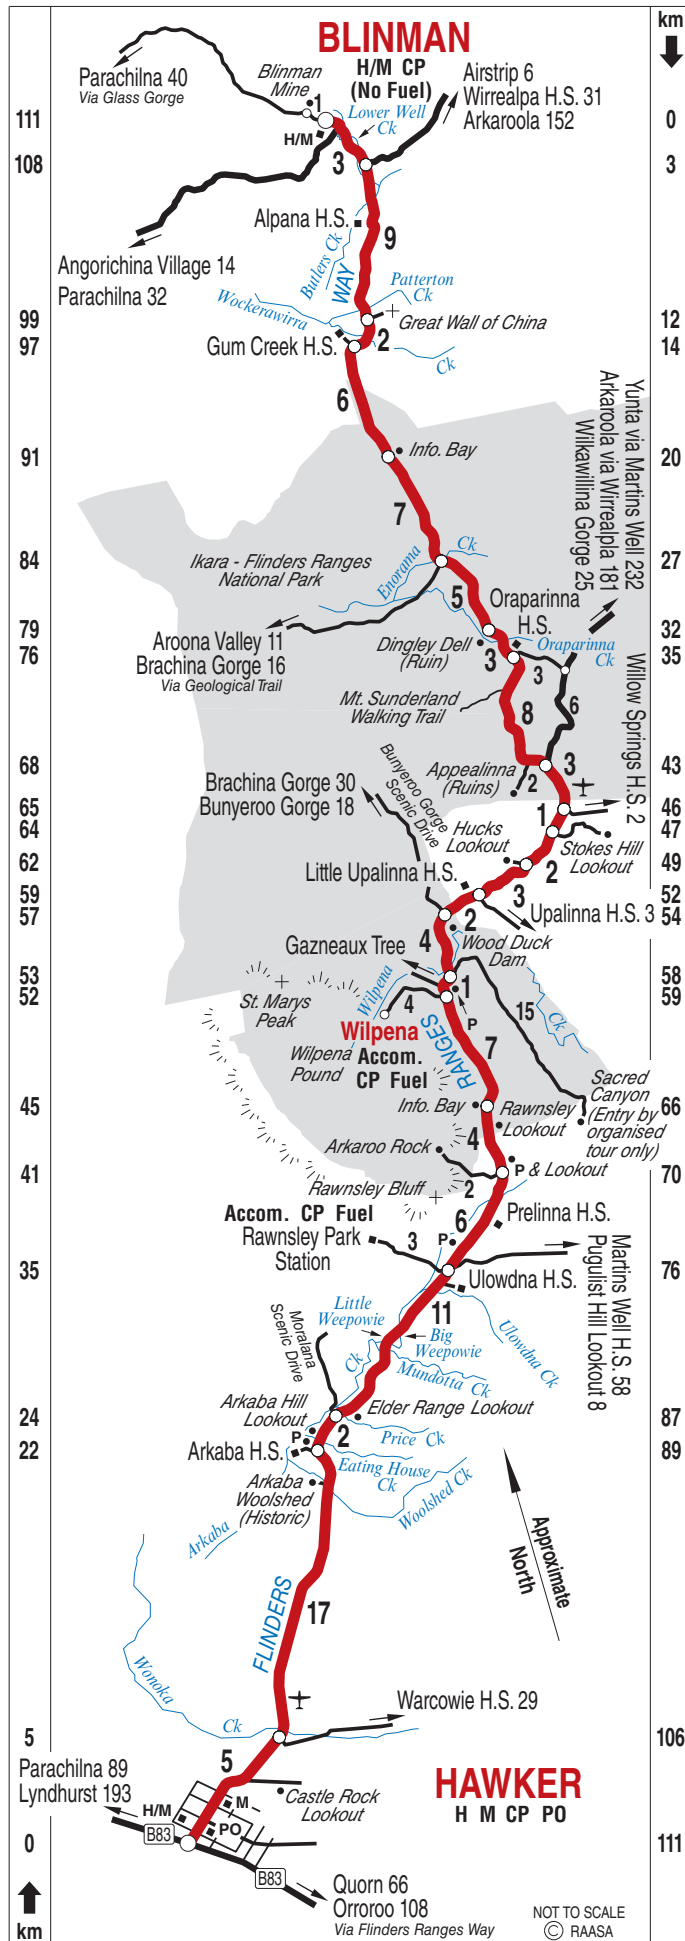 km
BLINMAN
H/M CP
(No Fuel)
Parachilna 40
Via Glass Gorge
Blinman
Mine
1
Lower Well
Ck
Airstrip 6
Wirrealpa H.S. 31
Arkaroola 152
111
0
H/M
108
3
3
Alpana H.S.
9
Angorichina Village 14
Parachilna 32
Butlers Ck
WAY
Patterton
Ck
Wockerawirra
99
Great Wall of China
12
97
Gum Creek H.S.
2
14
Ck
6
Yunta via Martins Well 232
Arkaroola via Wirrealpla 181
Wikawillina Gorge 25
91
Info. Bay
20
7
84
Ikara - Flinders Ranges
National Park
Enorama
Ck
27
5
Oraparinna
H.S.
79
32
Aroona Valley 11
Brachina Gorge 16
Via Geological Trail
Dingley Dell
(Ruin)
Oraparinna
Ck
76
3
3
35
Mt. Sunderland
Walking Trail
8
6
Willow Springs H.S. 2
68
Appealinna
(Ruins)
2
3
43
Brachina Gorge 30
Bunyeroo Gorge 18
Bunyeroo Gorge
Scenic Drive
65
1
46
64
Hucks
Lookout
47
Stokes Hill
Lookout
62
2
49
Little Upalinna H.S.
59
3
52
57
2
Upalinna H.S. 3
54
4
Wood Duck
Dam
Gazneaux Tree
53
1
58
52
St. Marys
Peak
Wilpena
4
P
15
Ck
59
Wilpena
Wilpena
Pound
Accom.
CP Fuel
RANGES
7
Sacred
Canyon
(Entry by
organised
tour only)
45
Info. Bay
Rawnsley
Lookout
66
4
Arkaroo Rock
41
P & Lookout
70
2
Rawnsley Bluff
6
Accom. CP Fuel
Rawnsley Park
Station
3
P
Prelinna H.S.
Martins Well H.S. 58
Pugulist Hill Lookout 8
35
76
Ulowdna H.S.
11
Little
Weepowie
Big
Weepowie
Ulowdna Ck
Moralana
Scenic Drive
Ck
Mundotta Ck
24
Arkaba Hill
Lookout
Elder Range Lookout
87
P
2
Price Ck
22
Arkaba H.S.
89
Eating House
Ck
Arkaba
Woolshed
(Historic)
Woolshed Ck
Arkaba
Approximate
North
17
FLINDERS
Wonoka
Ck
Warcowie H.S. 29
5
106
Parachilna 89
Lyndhurst 193
5
HAWKER
H M CP PO
Castle Rock
Lookout
M
H/M
PO
B83
0
111
B83
Quorn 66
Orroroo 108
Via Flinders Ranges Way
NOT TO SCALE
© RAASA
km